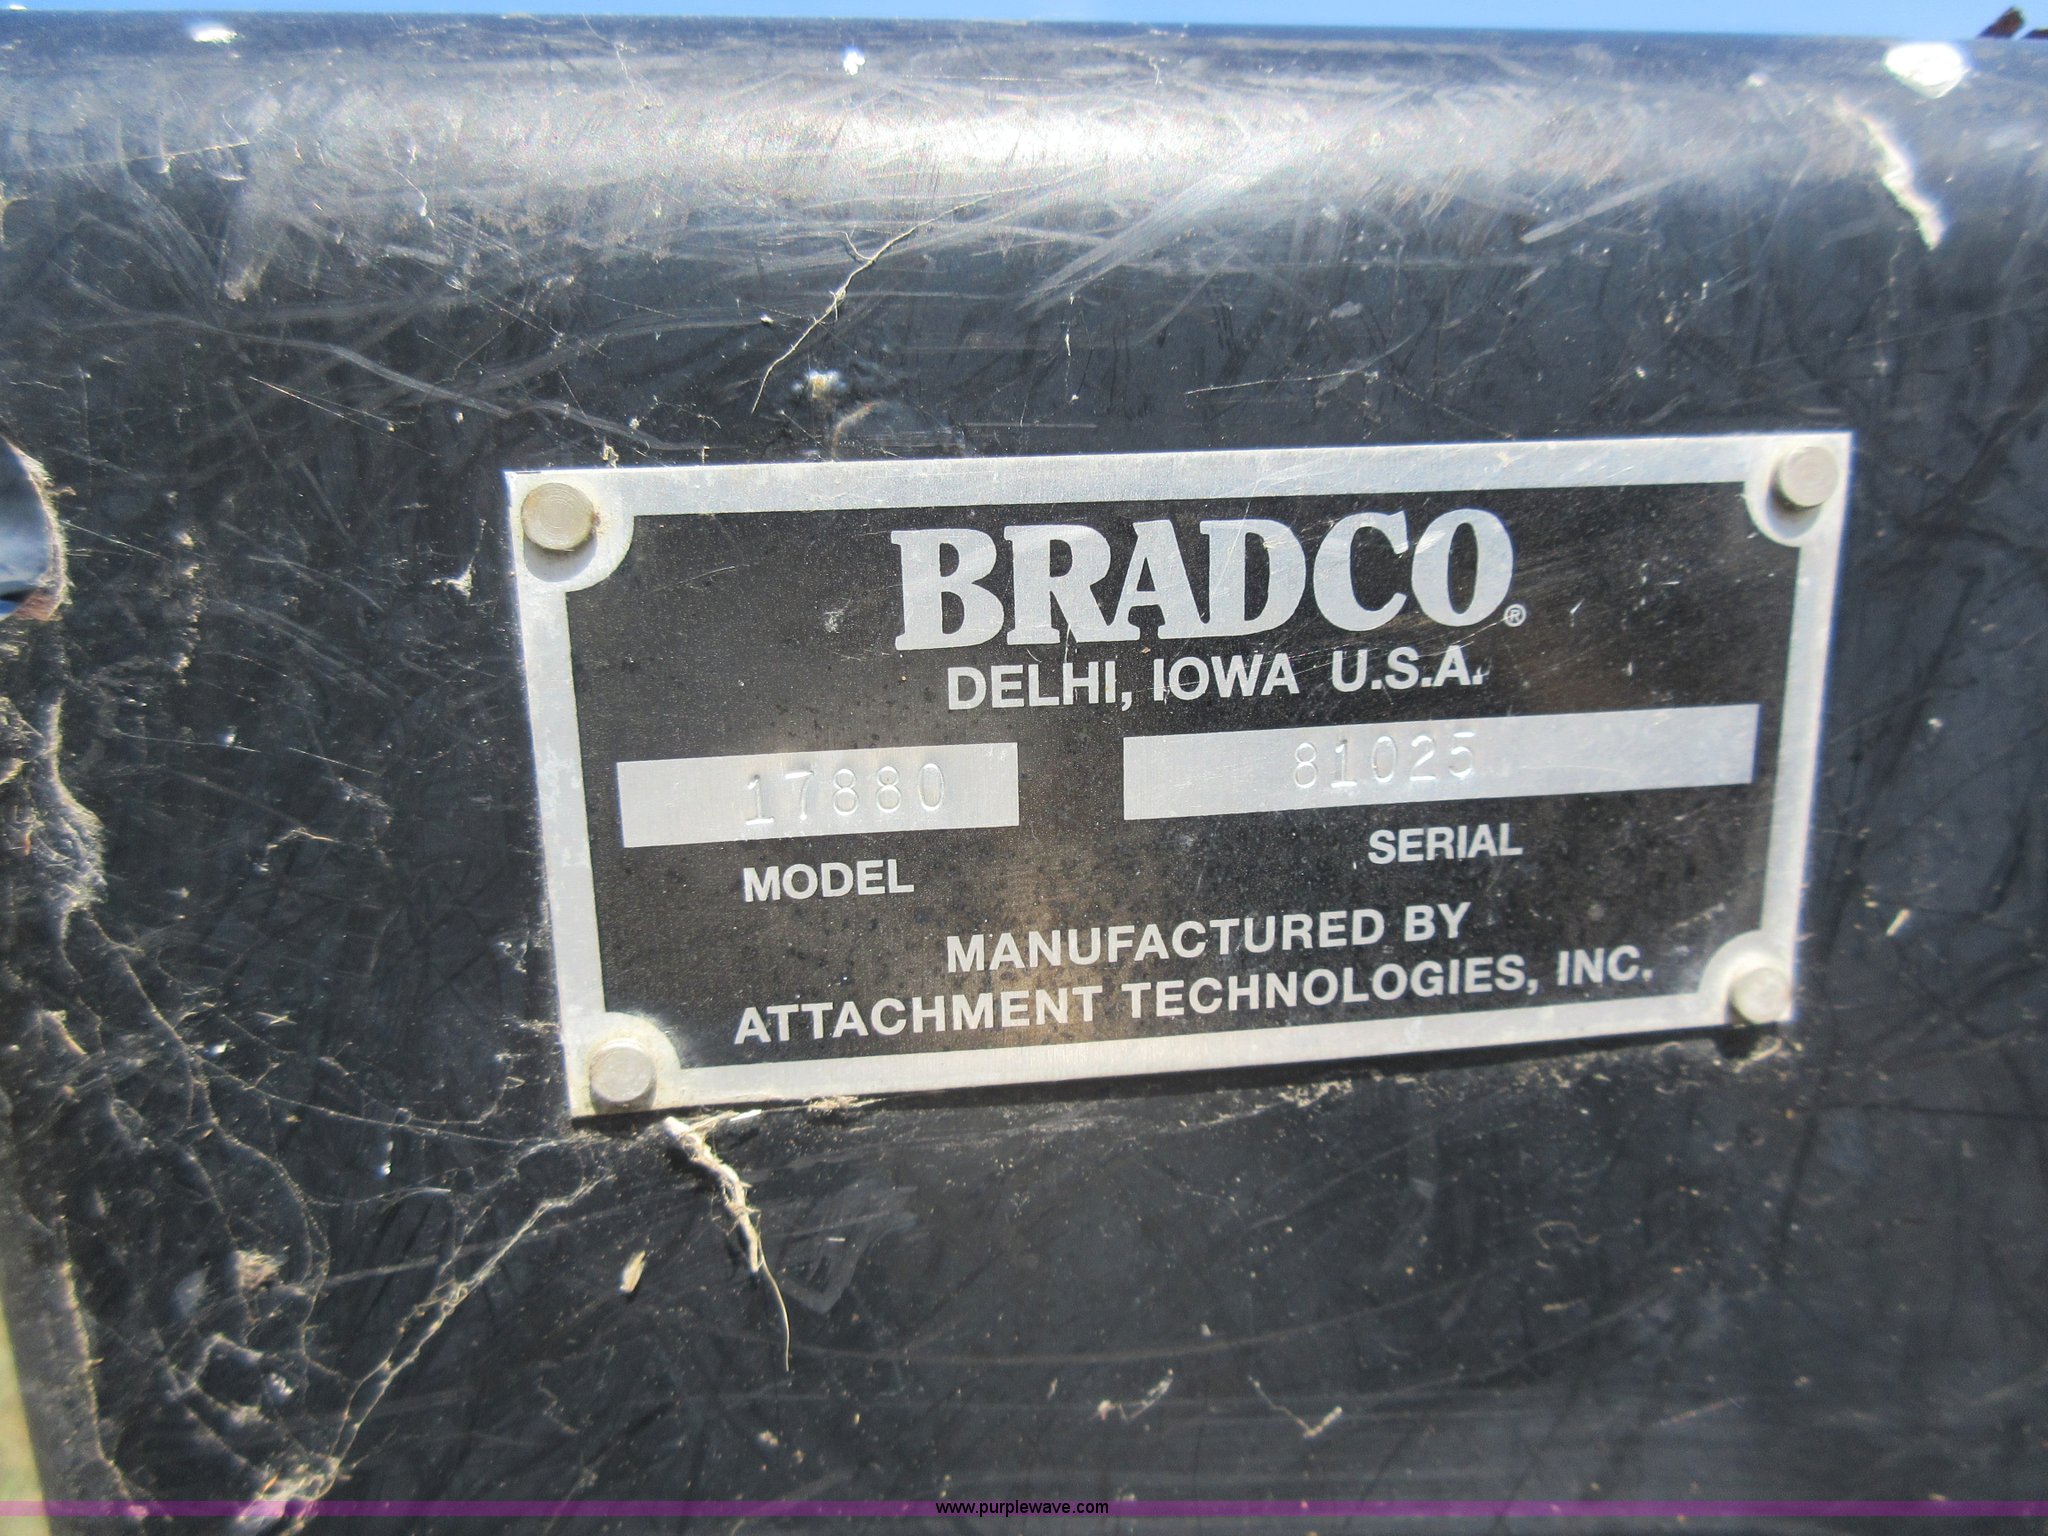 BRADCO®
DELHI, IOWA U.S.A.
17880 81025
MODEL SERIAL
MANUFACTURED BY
ATTACHMENT TECHNOLOGIES, INC.
www.purplewave.com